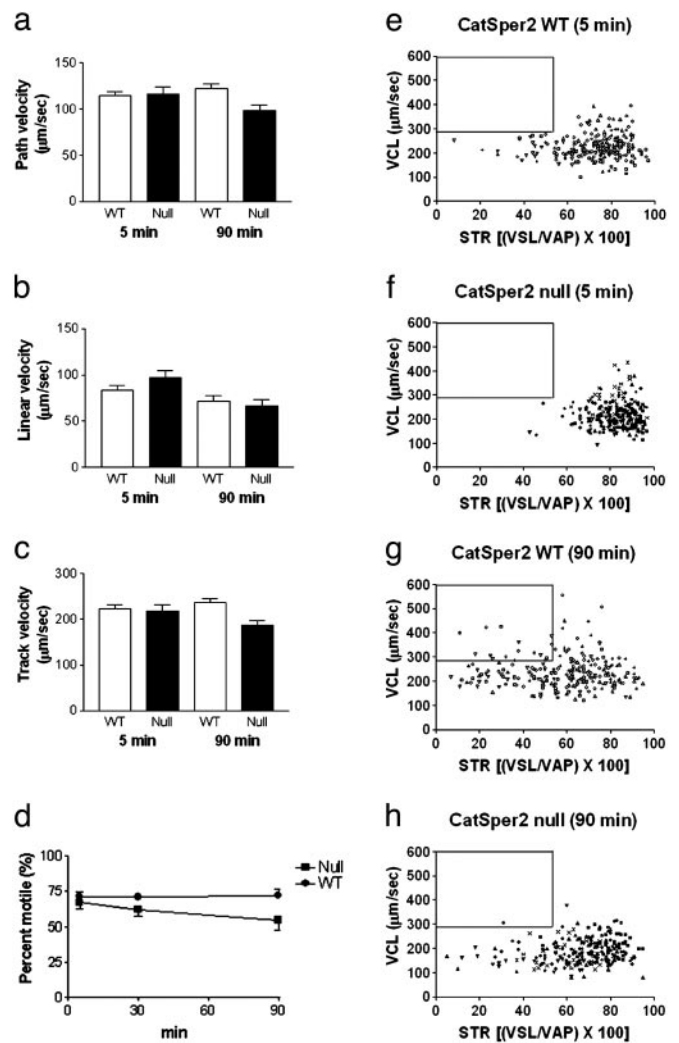 a
Path velocity
(µm/sec)
150
100
50
0
WT Null WT Null
5 min 90 min
b
Linear velocity
(µm/sec)
150
100
50
0
WT Null WT Null
5 min 90 min
c
Track velocity
(µm/sec)
300
200
100
0
WT Null WT Null
5 min 90 min
d
Percent motile (%)
100
75
50
25
0
0 30 60 90
min
Null
WT
e
CatSper2 WT (5 min)
VCL (µm/sec)
600
500
400
300
200
100
0
0 20 40 60 80 100
STR [(VSL/VAP) X 100]
f
CatSper2 null (5 min)
VCL (µm/sec)
600
500
400
300
200
100
0
0 20 40 60 80 100
STR [(VSL/VAP) X 100]
g
CatSper2 WT (90 min)
VCL (µm/sec)
600
500
400
300
200
100
0
0 20 40 60 80 100
STR [(VSL/VAP) X 100]
h
CatSper2 null (90 min)
VCL (µm/sec)
600
500
400
300
200
100
0
0 20 40 60 80 100
STR [(VSL/VAP) X 100]